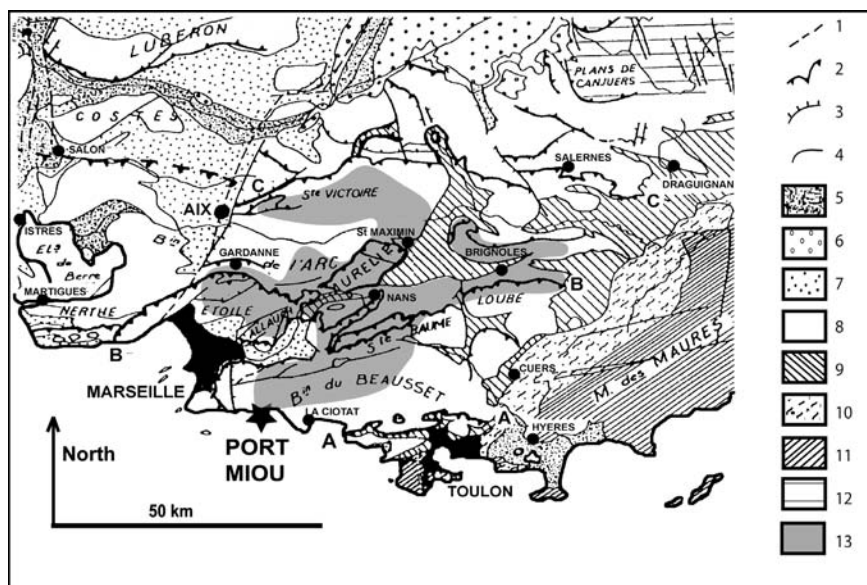 LUBERON
PLANS DE
CANJUERS
COSTES
SALON
SALERNES
DRAGUIGNAN
C
C
Ste VICTOIRE
AIX
ISTRES
Etg
de Berre
Bin
de
l'ARC
St MAXIMIN
GARDANNE
BRIGNOLES
MARTIGUES
AURELIEN
NANS
B
LOUBE
NERTHE
ETOILE
ALLAUCH
Ste BAUME
B
M. des MAURES
MARSEILLE
Bin du BEAUSSET
CUERS
LA CIOTAT
A
A
HYERES
North
PORT
MIOU
TOULON
50 km
1
2
3
4
5
6
7
8
9
10
11
12
13